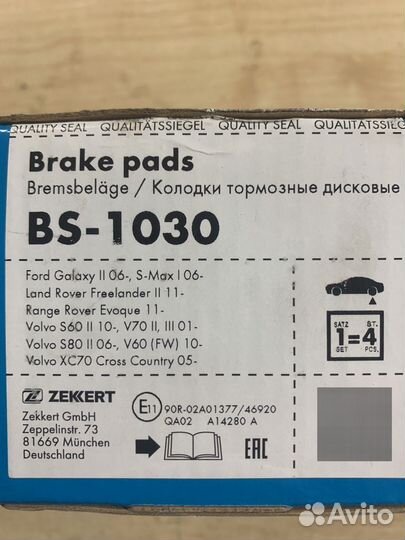 QUALITY SEAL QUALITÄTSSIEGEL QUALITY SEAL QUALITÄTSSIEGEL
Brake pads
Bremsbeläge / Колодки тормозные дисковые
BS-1030
Ford Galaxy II 06-, S-Max I 06-
Land Rover Freelander II 11-
Range Rover Evoque 11-
Volvo S60 II 10-, V70 II, III 01-
Volvo S80 II 06-, V60 (FW) 10-
Volvo XC70 Cross Country 05-
SATZ ST.
1=4
SET PCS.
ZEKKERT
Zekkert GmbH
Zeppelinstr. 73
81669 München
Deutschland
E11 90R-02A01377/46920
QA02 A14280 A
EAC
Avito